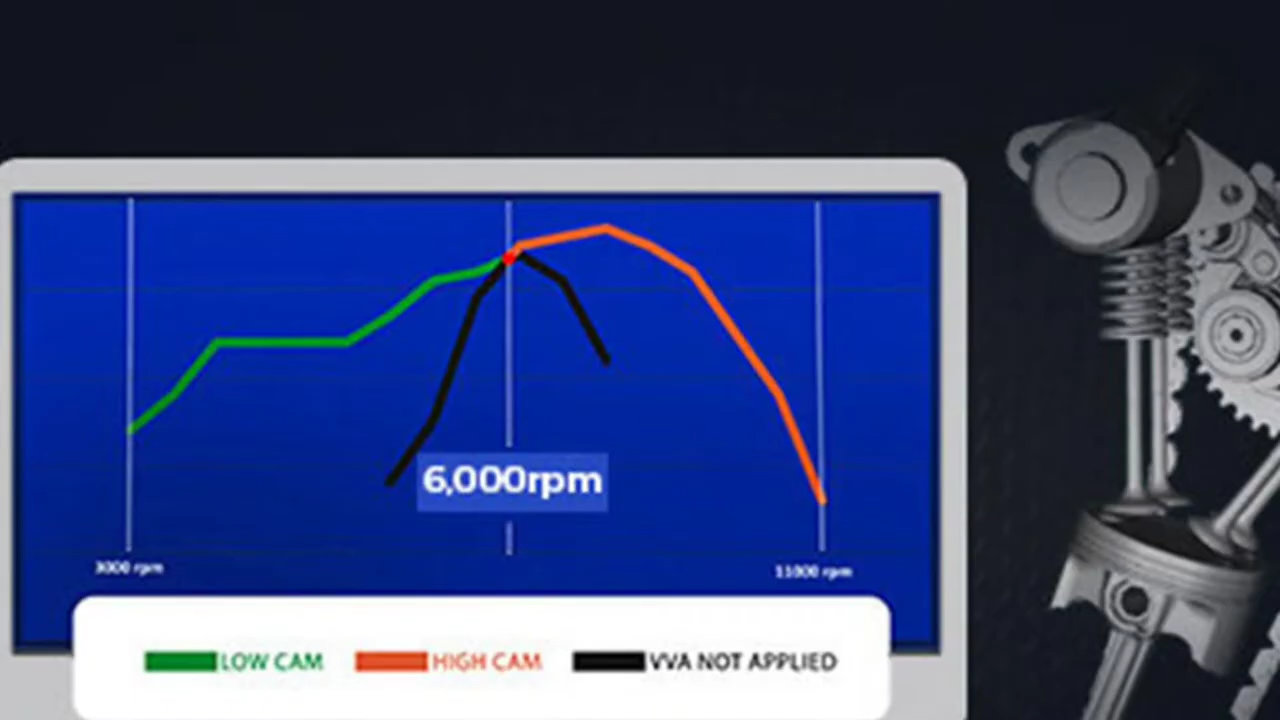 6,000rpm
3000 rpm
11000 rpm
LOW CAM
HIGH CAM
VVA NOT APPLIED